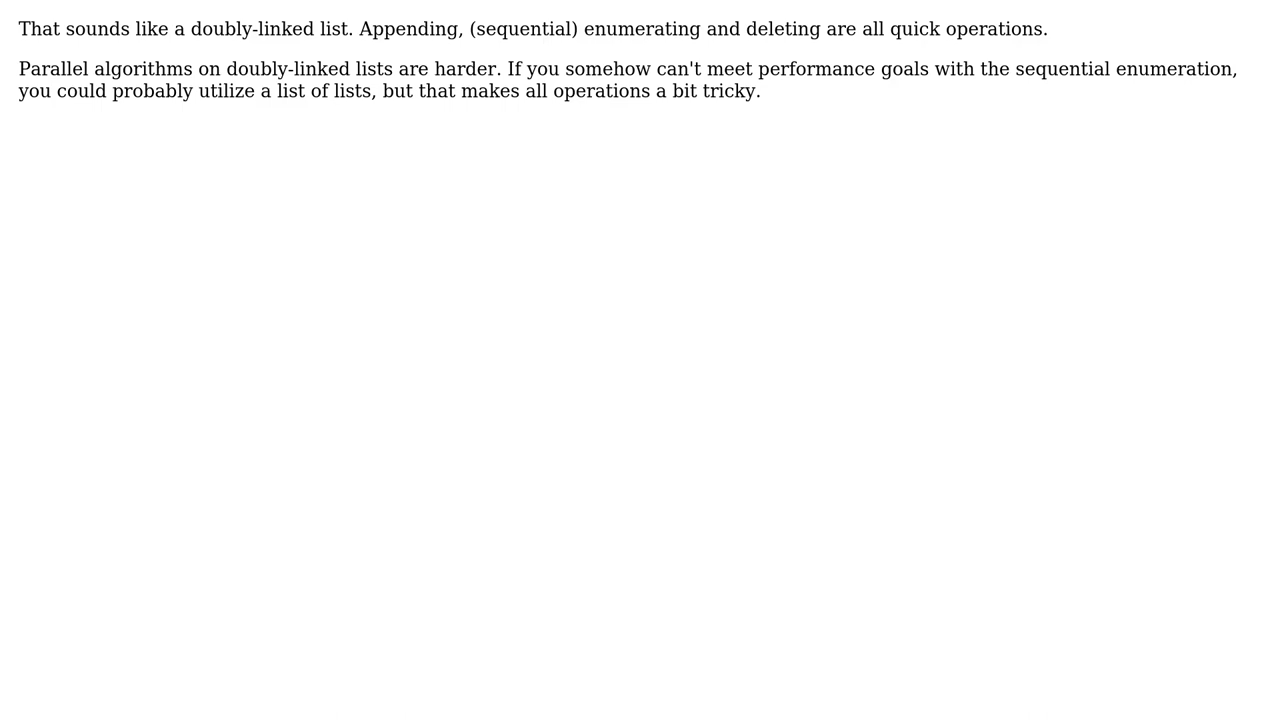 That sounds like a doubly-linked list. Appending, (sequential) enumerating and deleting are all quick operations.
Parallel algorithms on doubly-linked lists are harder. If you somehow can't meet performance goals with the sequential enumeration,
you could probably utilize a list of lists, but that makes all operations a bit tricky.